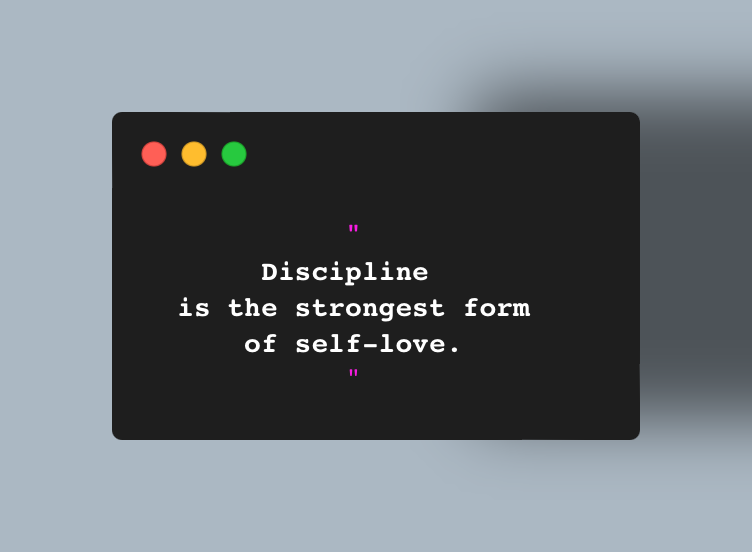 "
Discipline
is the strongest form
of self-love.
"